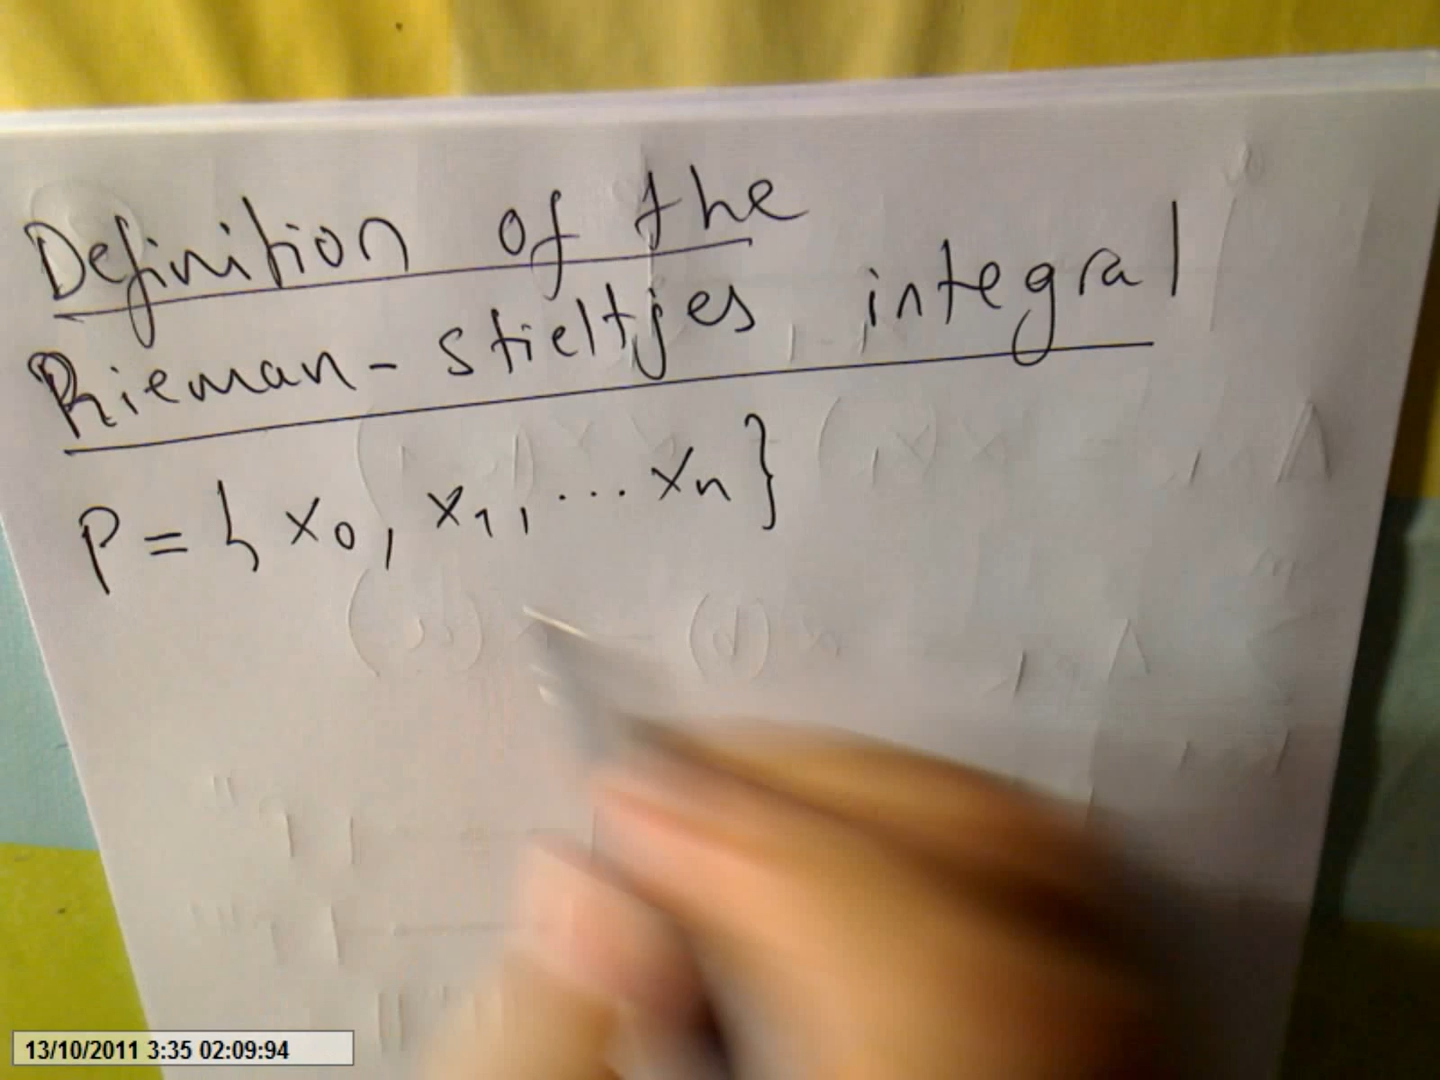 Definition of the
Rieman - stieltjes integral
P = { x₀, x₁, ... xₙ }
13/10/2011 3:35 02:09:94